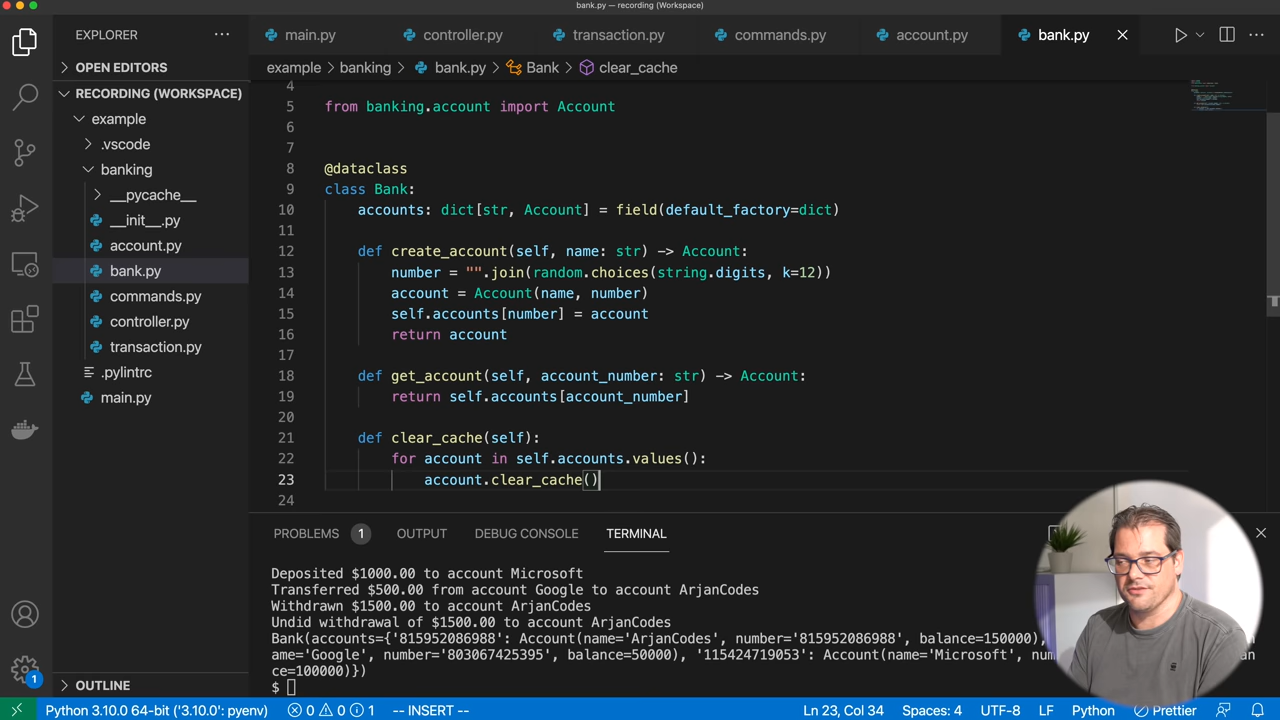 bank.py — recording (Workspace)
EXPLORER
main.py
controller.py
transaction.py
commands.py
account.py
bank.py
OPEN EDITORS
RECORDING (WORKSPACE)
example
.vscode
banking
__pycache__
__init__.py
account.py
bank.py
commands.py
controller.py
transaction.py
.pylintrc
main.py
OUTLINE
example > banking > bank.py > Bank > clear_cache
4
5 from banking.account import Account
6
7
8 @dataclass
9 class Bank:
10 accounts: dict[str, Account] = field(default_factory=dict)
11
12 def create_account(self, name: str) -> Account:
13 number = "".join(random.choices(string.digits, k=12))
14 account = Account(name, number)
15 self.accounts[number] = account
16 return account
17
18 def get_account(self, account_number: str) -> Account:
19 return self.accounts[account_number]
20
21 def clear_cache(self):
22 for account in self.accounts.values():
23 account.clear_cache()
24
PROBLEMS 1 OUTPUT DEBUG CONSOLE TERMINAL
Deposited $1000.00 to account Microsoft
Transferred $500.00 from account Google to account ArjanCodes
Withdrawn $1500.00 to account ArjanCodes
Undid withdrawal of $1500.00 to account ArjanCodes
Bank(accounts={'815952086988': Account(name='ArjanCodes', number='815952086988', balance=150000),
ame='Google', number='803067425395', balance=50000), '115424719053': Account(name='Microsoft',
ce=100000)})
$
1
Python 3.10.0 64-bit ('3.10.0': pyenv) 0 0 1 -- INSERT -- Ln 23, Col 34 Spaces: 4 UTF-8 LF Python Prettier